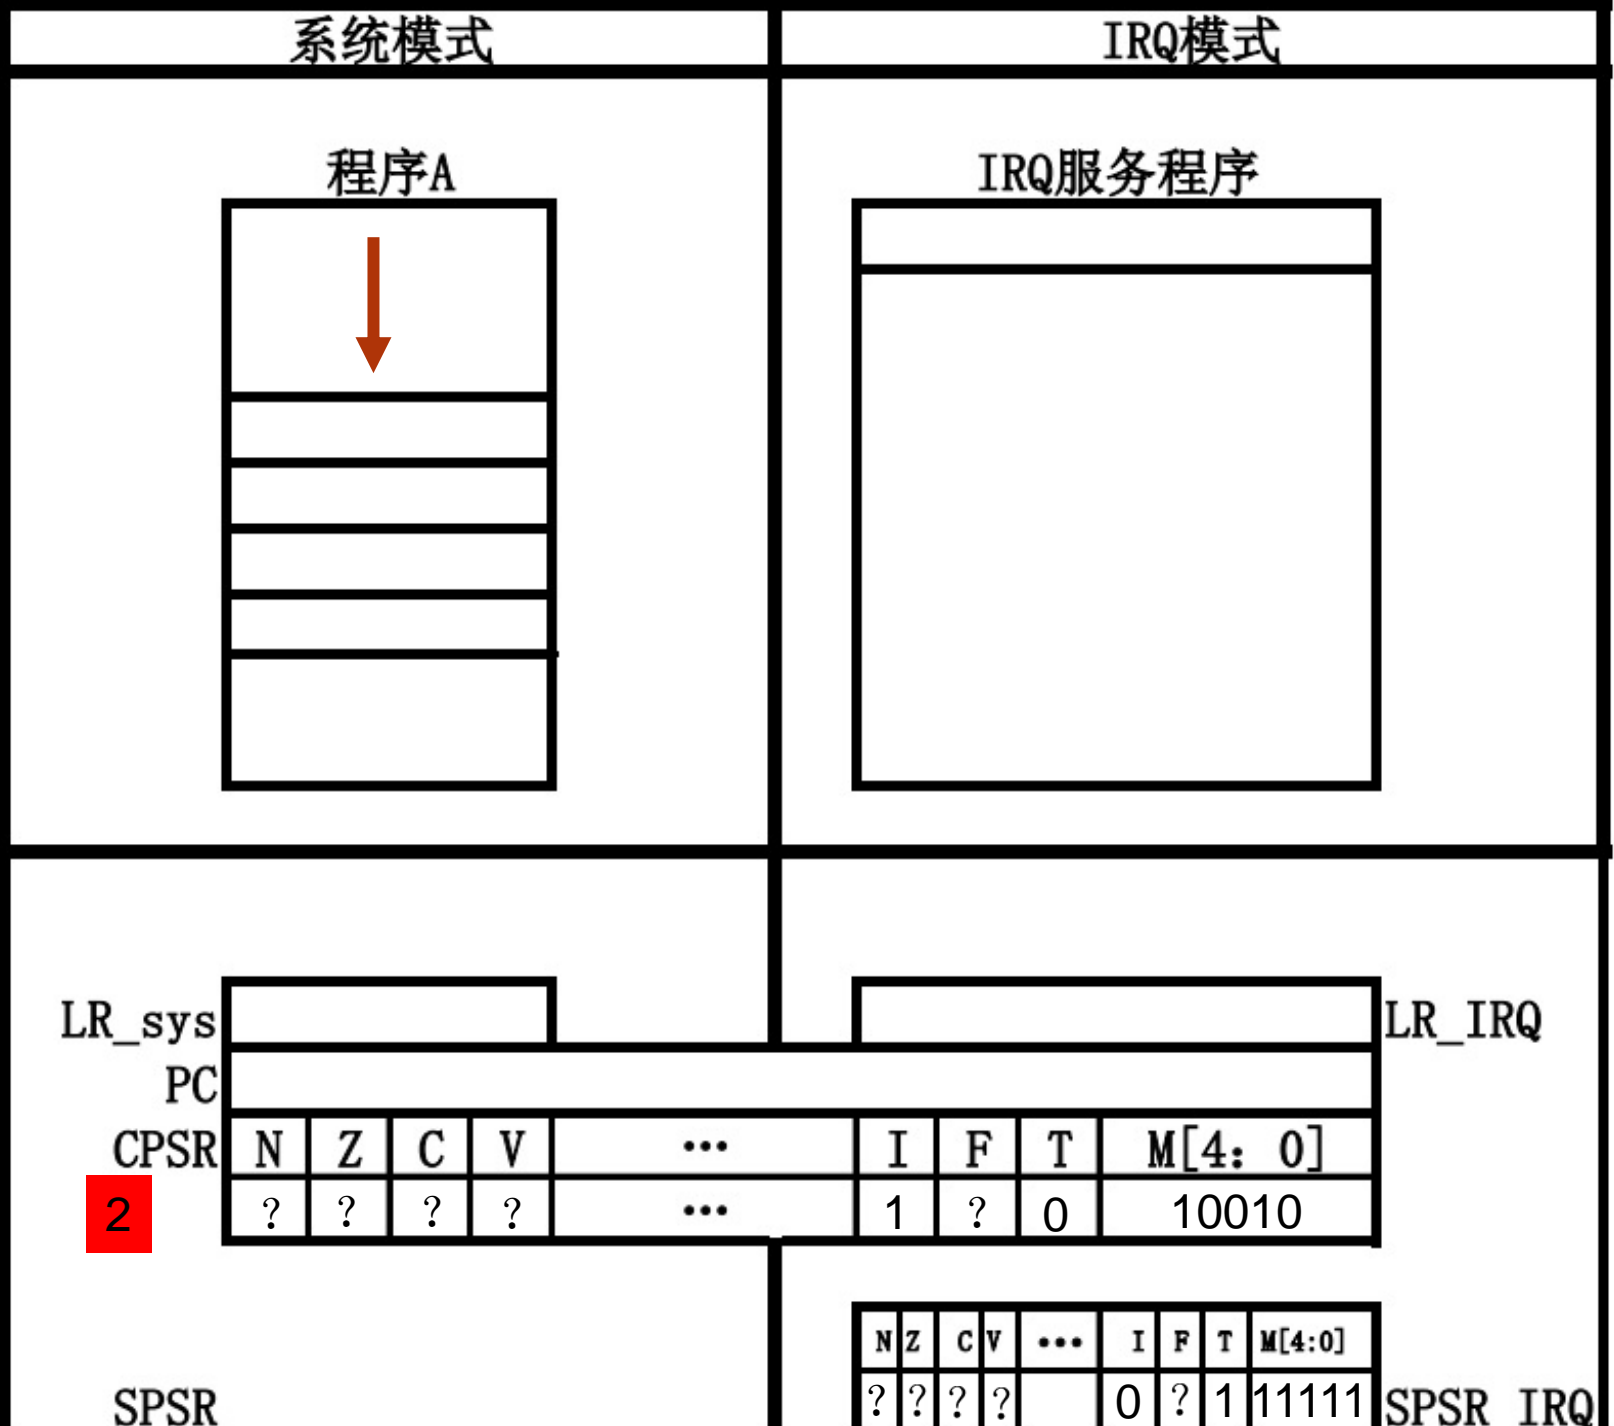 系统模式 IRQ模式
程序A IRQ服务程序
LR_sys LR_IRQ
PC
CPSR N Z C V ... I F T M[4: 0]
2 ? ? ? ? ... 1 ? 0 10010
N Z C V ... I F T M[4:0]
SPSR ? ? ? ? 0 ? 1 11111 SPSR_IRQ